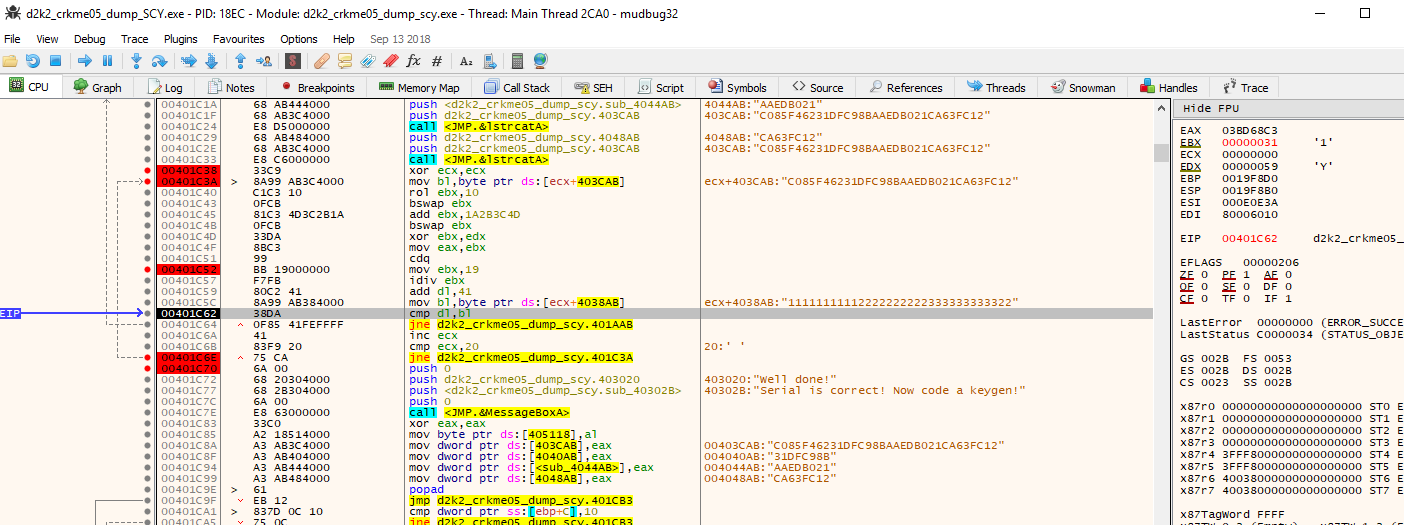 d2k2_crkme05_dump_SCY.exe - PID: 18EC - Module: d2k2_crkme05_dump_scy.exe - Thread: Main Thread 2CA0 - mudbug32
File View Debug Trace Plugins Favourites Options Help Sep 13 2018
CPU Graph Log Notes Breakpoints Memory Map Call Stack SEH Script Symbols Source References Threads Snowman Handles Trace
Hide FPU
00401C1A 68 AB444000 push <d2k2_crkme05_dump_scy.sub_4044AB> 4044AB:"AAEDB021"
00401C1F 68 AB3C4000 push d2k2_crkme05_dump_scy.403CAB 403CAB:"C085F46231DFC98BAAEDB021CA63FC12"
00401C24 E8 D5000000 call <JMP.&lstrcatA>
00401C29 68 AB484000 push d2k2_crkme05_dump_scy.4048AB 4048AB:"CA63FC12"
00401C2E 68 AB3C4000 push d2k2_crkme05_dump_scy.403CAB 403CAB:"C085F46231DFC98BAAEDB021CA63FC12"
00401C33 E8 C6000000 call <JMP.&lstrcatA>
00401C38 33C9 xor ecx,ecx
00401C3A > 8A99 AB3C4000 mov bl,byte ptr ds:[ecx+403CAB] ecx+403CAB:"C085F46231DFC98BAAEDB021CA63FC12"
00401C40 C1C3 10 rol ebx,10
00401C43 0FCB bswap ebx
00401C45 81C3 4D3C2B1A add ebx,1A2B3C4D
00401C4B 0FCB bswap ebx
00401C4D 33DA xor ebx,edx
00401C4F 8BC3 mov eax,ebx
00401C51 99 cdq
00401C52 BB 19000000 mov ebx,19
00401C57 F7FB idiv ebx
00401C59 80C2 41 add dl,41
00401C5C 8A99 AB384000 mov bl,byte ptr ds:[ecx+4038AB] ecx+4038AB:"11111111112222222222333333333322"
EIP 00401C62 38DA cmp dl,bl
00401C64 ^ 0F85 41FEFFFF jne d2k2_crkme05_dump_scy.401AAB
00401C6A 41 inc ecx
00401C6B 83F9 20 cmp ecx,20 20:' '
00401C6E ^ 75 CA jne d2k2_crkme05_dump_scy.401C3A
00401C70 6A 00 push 0
00401C72 68 20304000 push d2k2_crkme05_dump_scy.403020 403020:"Well done!"
00401C77 68 2B304000 push <d2k2_crkme05_dump_scy.sub_40302B> 40302B:"Serial is correct! Now code a keygen!"
00401C7C 6A 00 push 0
00401C7E E8 63000000 call <JMP.&MessageBoxA>
00401C83 33C0 xor eax,eax
00401C85 A2 18514000 mov byte ptr ds:[405118],al
00401C8A A3 AB3C4000 mov dword ptr ds:[403CAB],eax 00403CAB:"C085F46231DFC98BAAEDB021CA63FC12"
00401C8F A3 AB404000 mov dword ptr ds:[4040AB],eax 004040AB:"31DFC98B"
00401C94 A3 AB444000 mov dword ptr ds:[<sub_4044AB>],eax 004044AB:"AAEDB021"
00401C99 A3 AB484000 mov dword ptr ds:[4048AB],eax 004048AB:"CA63FC12"
00401C9E > 61 popad
00401C9F EB 12 jmp d2k2_crkme05_dump_scy.401CB3
00401CA1 > 837D 0C 10 cmp dword ptr ss:[ebp+C],10
00401CA5 75 0C jne d2k2_crkme05_dump_scy.401CB3
EAX 03BD68C3
EBX 00000031 '1'
ECX 00000000
EDX 00000059 'Y'
EBP 0019F8D0
ESP 0019F8B0
ESI 000E0E3A
EDI 80006010
EIP 00401C62 d2k2_crkme05_
EFLAGS 00000206
ZF 0 PF 1 AF 0
OF 0 SF 0 DF 0
CF 0 TF 0 IF 1
LastError 00000000 (ERROR_SUCCE
LastStatus C0000034 (STATUS_OBJE
GS 002B FS 0053
ES 002B DS 002B
CS 0023 SS 002B
x87r0 00000000000000000000 ST0 E
x87r1 00000000000000000000 ST1 E
x87r2 00000000000000000000 ST2 E
x87r3 00000000000000000000 ST3 E
x87r4 3FFF8000000000000000 ST4 E
x87r5 3FFF8000000000000000 ST5 E
x87r6 40038000000000000000 ST6 E
x87r7 40038000000000000000 ST7 E
x87TagWord FFFF